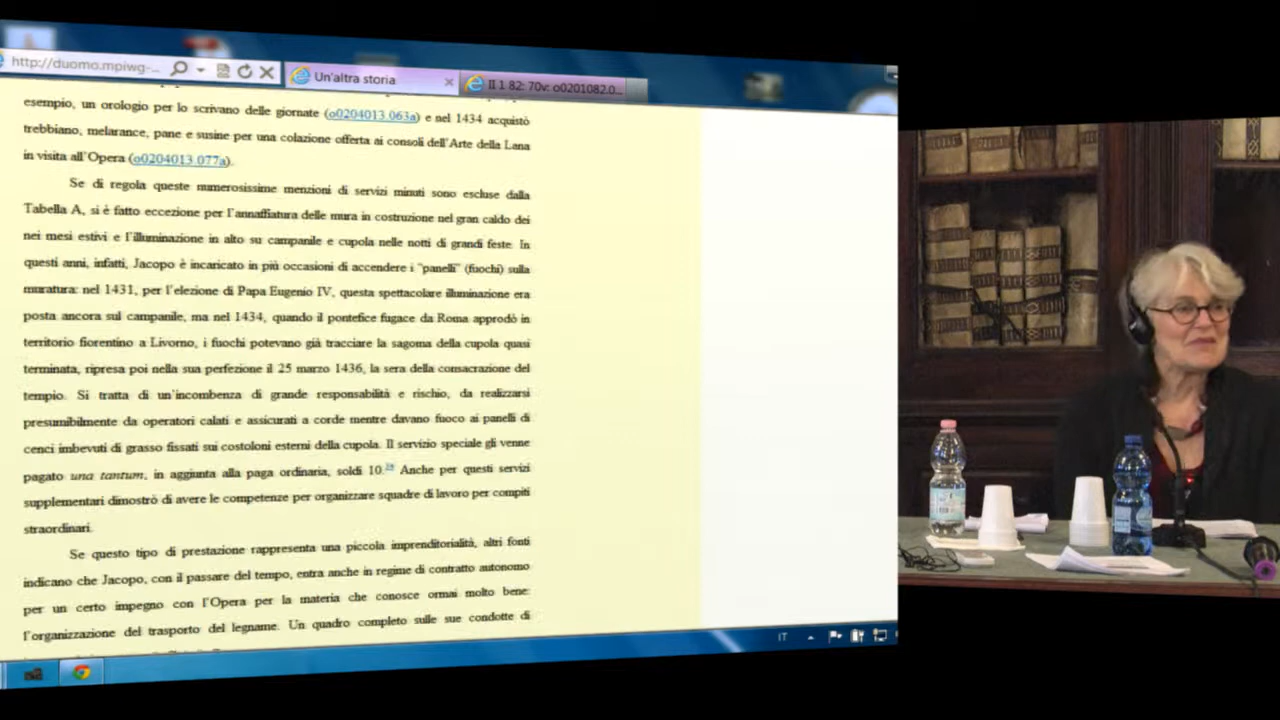 http://duomo.mpiwg-...
Un'altra storia
II 1 82: 70v: o0201082.0...
esempio, un orologio per lo scrivano delle giornate (o0204013.063a) e nel 1434 acquistò
trebbiano, melarance, pane e susine per una colazione offerta ai consoli dell'Arte della Lana
in visita all'Opera (o0204013.077a).
Se di regola queste numerosissime menzioni di servizi minuti sono escluse dalla
Tabella A, si è fatto eccezione per l'annaffiatura delle mura in costruzione nel gran caldo dei
nei mesi estivi e l'illuminazione in alto su campanile e cupola nelle notti di grandi feste. In
questi anni, infatti, Jacopo è incaricato in più occasioni di accendere i "panelli" (fuochi) sulla
muratura: nel 1431, per l'elezione di Papa Eugenio IV, questa spettacolare illuminazione era
posta ancora sul campanile, ma nel 1434, quando il pontefice fugace da Roma approdò in
territorio fiorentino a Livorno, i fuochi potevano già tracciare la sagoma della cupola quasi
terminata, ripresa poi nella sua perfezione il 25 marzo 1436, la sera della consacrazione del
tempio. Si tratta di un'incombenza di grande responsabilità e rischio, da realizzarsi
presumibilmente da operatori calati e assicurati a corde mentre davano fuoco ai panelli di
cenci imbevuti di grasso fissati sui costoloni esterni della cupola. Il servizio speciale gli venne
pagato una tantum, in aggiunta alla paga ordinaria, soldi 10. Anche per questi servizi
supplementari dimostrò di avere le competenze per organizzare squadre di lavoro per compiti
straordinari.
Se questo tipo di prestazione rappresenta una piccola imprenditorialità, altri fonti
indicano che Jacopo, con il passare del tempo, entra anche in regime di contratto autonomo
per un certo impegno con l'Opera per la materia che conosce ormai molto bene:
l'organizzazione del trasporto del legname. Un quadro completo sulle sue condotte di
IT